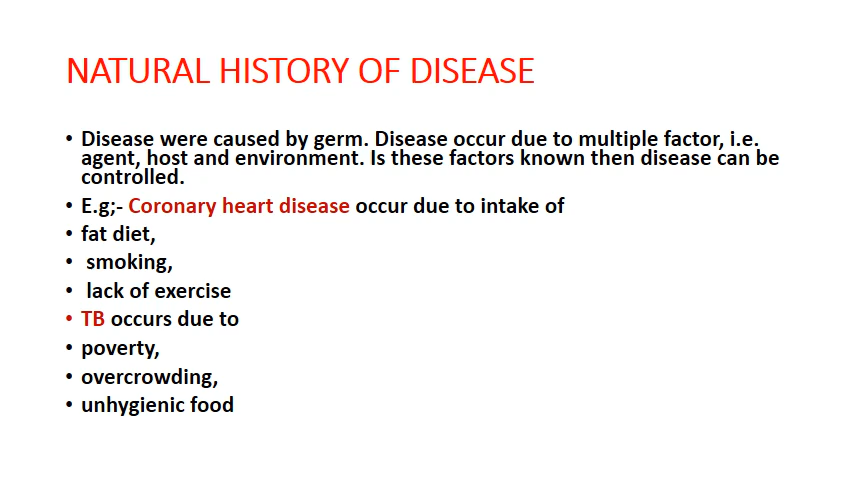 NATURAL HISTORY OF DISEASE
• Disease were caused by germ. Disease occur due to multiple factor, i.e.
agent, host and environment. Is these factors known then disease can be
controlled.
• E.g;- Coronary heart disease occur due to intake of
• fat diet,
• smoking,
• lack of exercise
• TB occurs due to
• poverty,
• overcrowding,
• unhygienic food